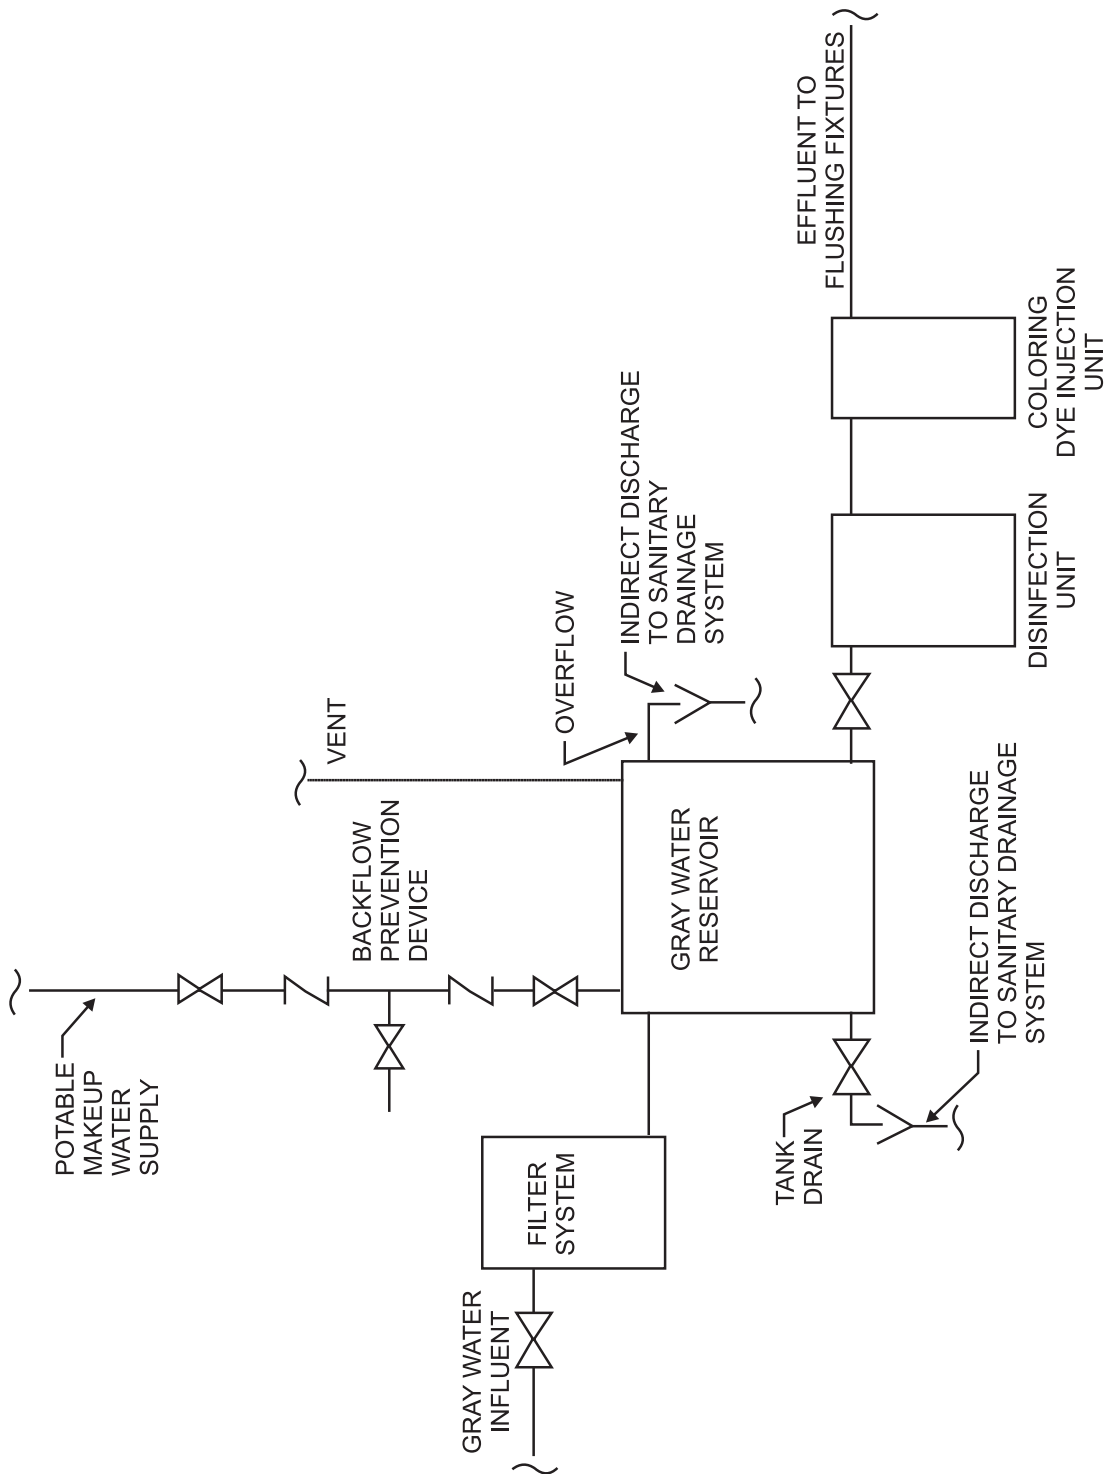 POTABLE
MAKEUP
WATER
SUPPLY
BACKFLOW
PREVENTION
DEVICE
VENT
GRAY WATER
INFLUENT
FILTER
SYSTEM
GRAY WATER
RESERVOIR
OVERFLOW
INDIRECT DISCHARGE
TO SANITARY
DRAINAGE
SYSTEM
TANK
DRAIN
INDIRECT DISCHARGE
TO SANITARY DRAINAGE
SYSTEM
DISINFECTION
UNIT
COLORING
DYE INJECTION
UNIT
EFFLUENT TO
FLUSHING FIXTURES